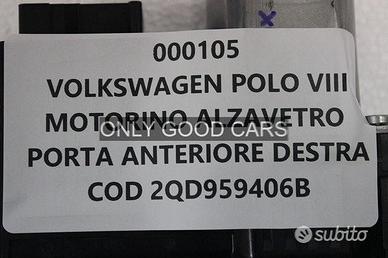 000105
VOLKSWAGEN POLO VIII
MOTORINO ALZAVETRO
ONLY GOOD CARS
PORTA ANTERIORE DESTRA
COD 2QD959406B
subito